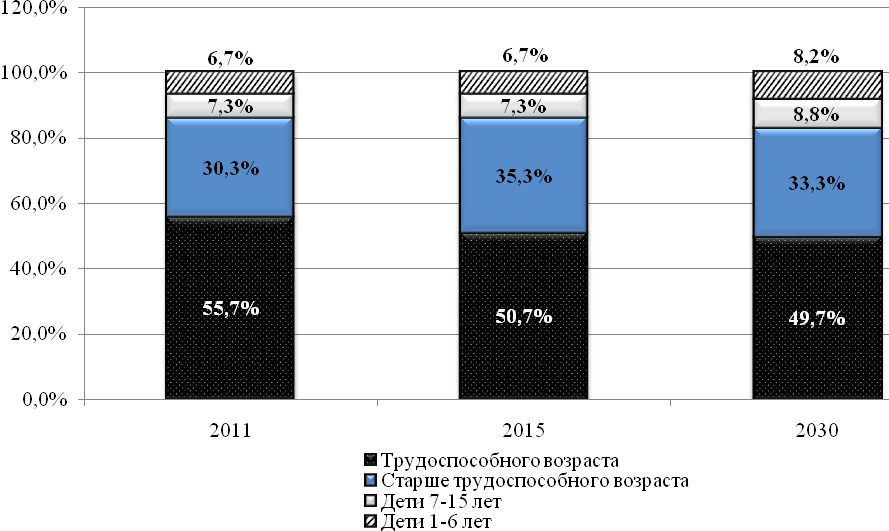 120,0%
6,7% 6,7% 8,2%
100,0%
7,3% 7,3% 8,8%
80,0%
30,3% 35,3% 33,3%
60,0%
40,0%
55,7% 50,7% 49,7%
20,0%
0,0%
2011 2015 2030
Трудоспособного возраста
Старше трудоспособного возраста
Дети 7-15 лет
Дети 1-6 лет